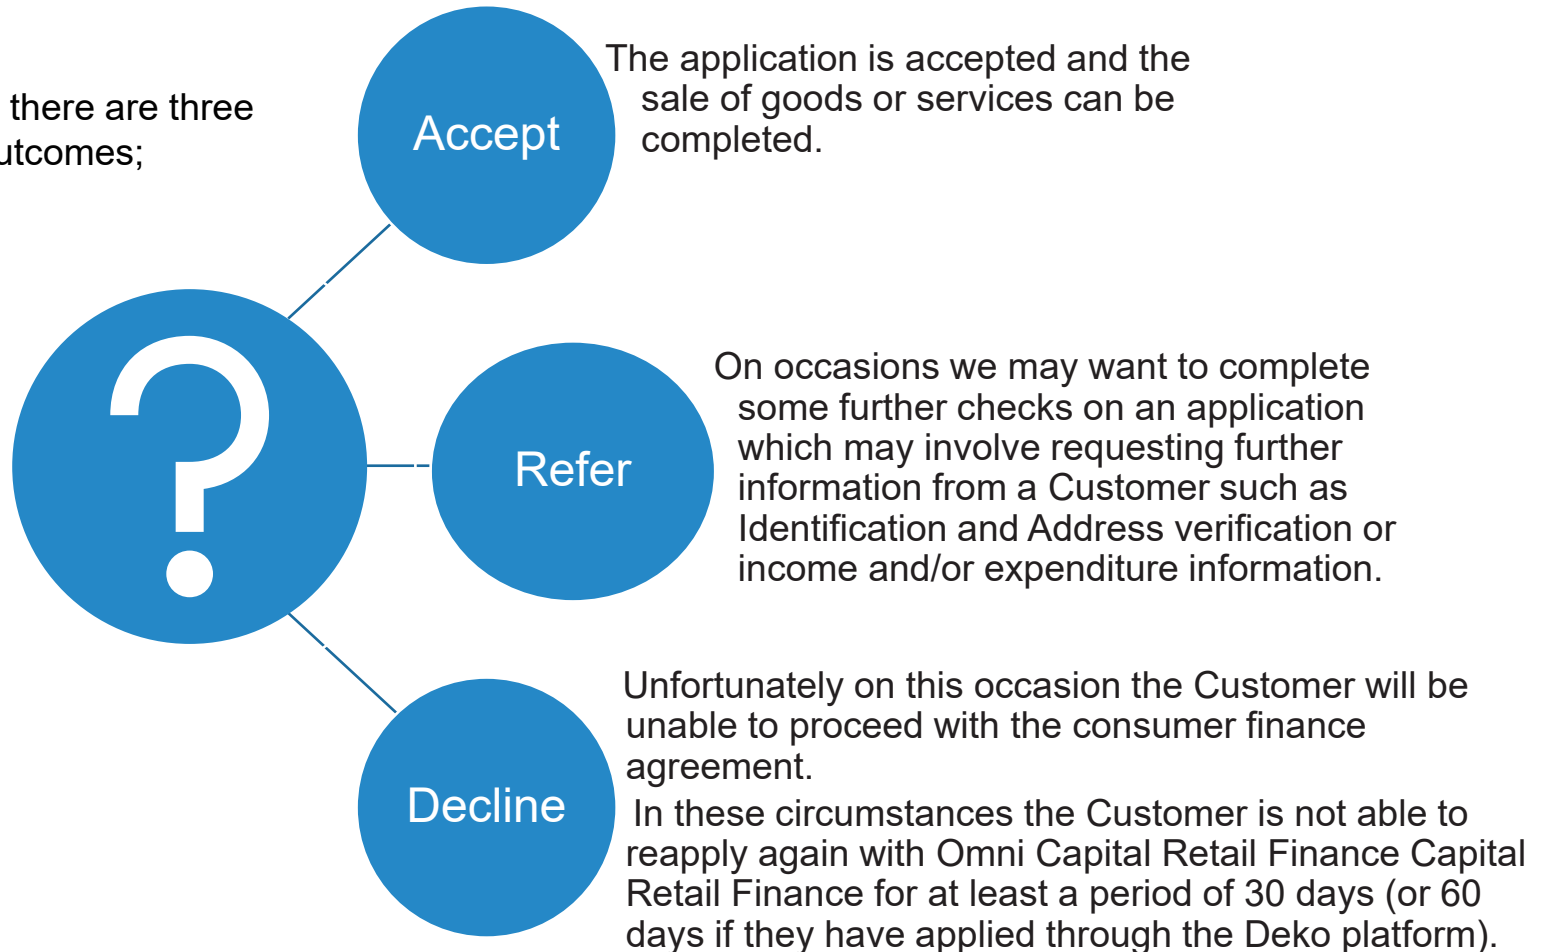 there are three
utcomes;
Accept
The application is accepted and the
sale of goods or services can be
completed.
?
Refer
On occasions we may want to complete
some further checks on an application
which may involve requesting further
information from a Customer such as
Identification and Address verification or
income and/or expenditure information.
Decline
Unfortunately on this occasion the Customer will be
unable to proceed with the consumer finance
agreement.
In these circumstances the Customer is not able to
reapply again with Omni Capital Retail Finance Capital
Retail Finance for at least a period of 30 days (or 60
days if they have applied through the Deko platform).